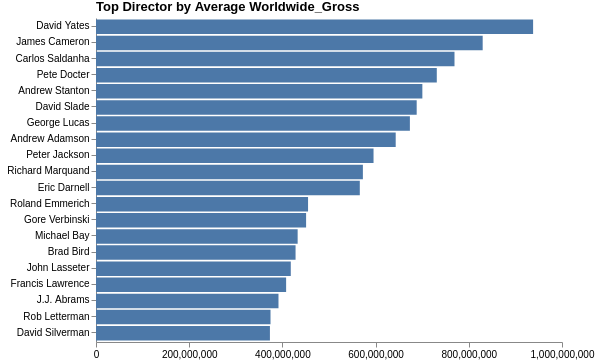 Top Director by Average Worldwide_Gross
David Yates
James Cameron
Carlos Saldanha
Pete Docter
Andrew Stanton
David Slade
George Lucas
Andrew Adamson
Peter Jackson
Richard Marquand
Eric Darnell
Roland Emmerich
Gore Verbinski
Michael Bay
Brad Bird
John Lasseter
Francis Lawrence
J.J. Abrams
Rob Letterman
David Silverman
0 200,000,000 400,000,000 600,000,000 800,000,000 1,000,000,000